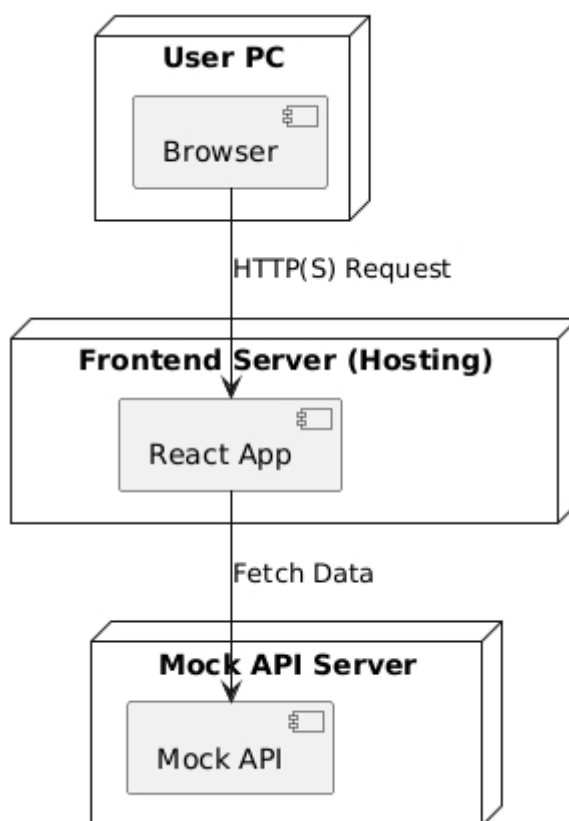 User PC
Browser
HTTP(S) Request
Frontend Server (Hosting)
React App
Fetch Data
Mock API Server
Mock API